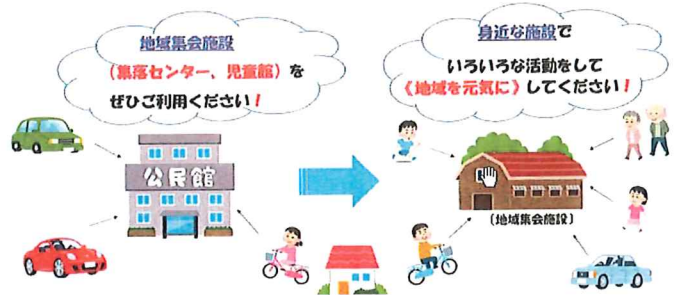 地域集会施設
（集落センター、児童館）を
ぜひご利用ください！
身近な施設で
いろいろな活動をして
《地域を元気に》してください！
公民館
（地域集会施設）